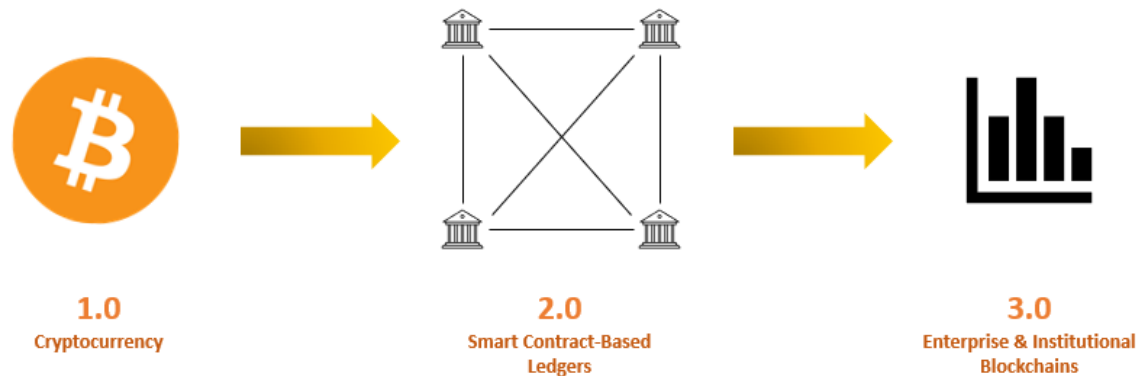 1.0
Cryptocurrency
2.0
Smart Contract-Based
Ledgers
3.0
Enterprise & Institutional
Blockchains